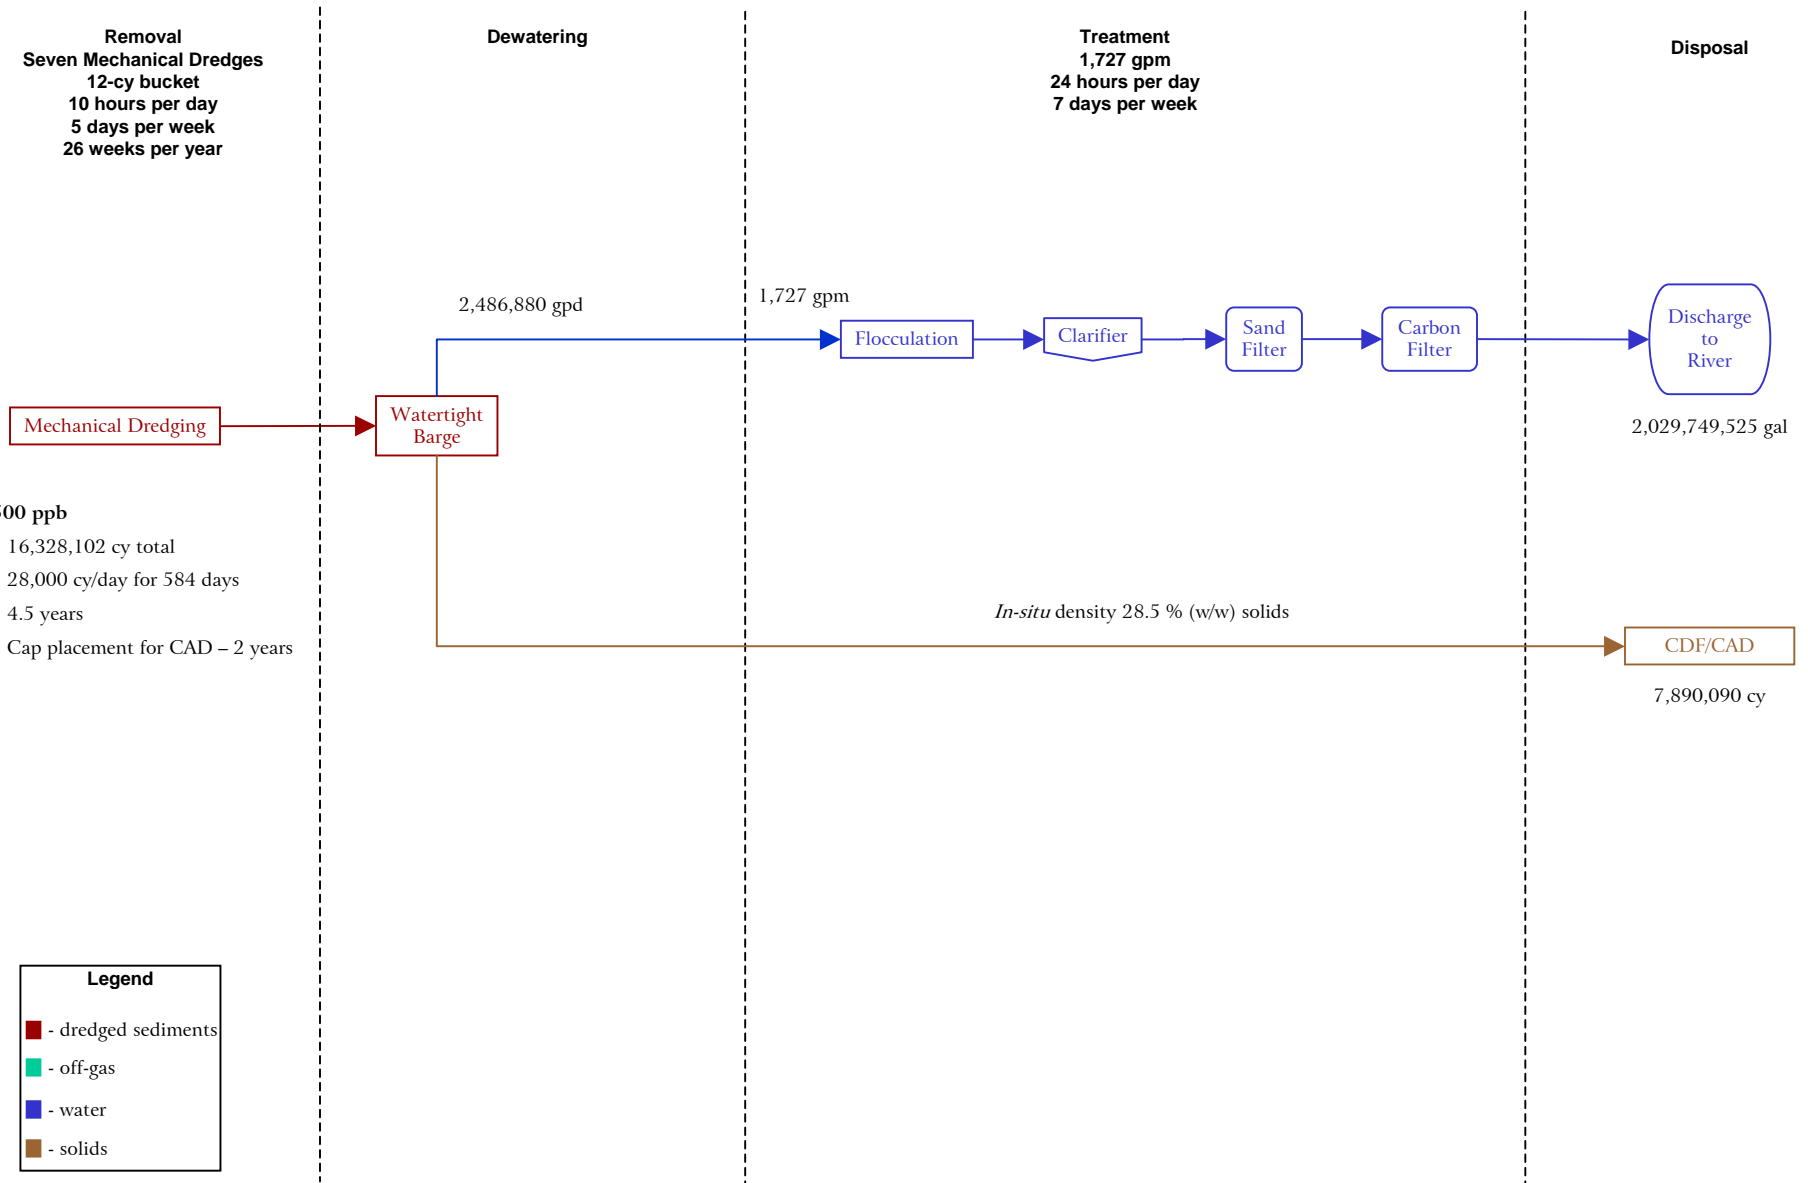 Removal
Seven Mechanical Dredges
12-cy bucket
10 hours per day
5 days per week
26 weeks per year
Dewatering
Treatment
1,727 gpm
24 hours per day
7 days per week
Disposal
2,486,880 gpd
1,727 gpm
Flocculation
Clarifier
Sand
Filter
Carbon
Filter
Discharge
to
River
2,029,749,525 gal
Mechanical Dredging
Watertight
Barge
00 ppb
16,328,102 cy total
28,000 cy/day for 584 days
4.5 years
Cap placement for CAD – 2 years
In-situ density 28.5 % (w/w) solids
CDF/CAD
7,890,090 cy
Legend
- dredged sediments
- off-gas
- water
- solids